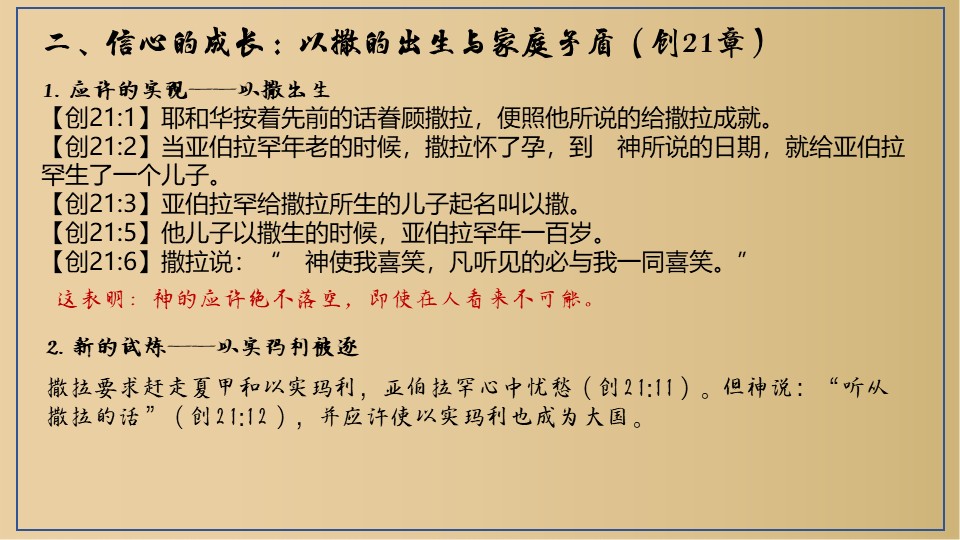 二、信心的成长：以撒的出生与家庭矛盾（创21章）
1. 应许的实现——以撒出生
【创21:1】耶和华按着先前的话眷顾撒拉，便照他所说的给撒拉成就。
【创21:2】当亚伯拉罕年老的时候，撒拉怀了孕，到　神所说的日期，就给亚伯拉
罕生了一个儿子。
【创21:3】亚伯拉罕给撒拉所生的儿子起名叫以撒。
【创21:5】他儿子以撒生的时候，亚伯拉罕年一百岁。
【创21:6】撒拉说：“　神使我喜笑，凡听见的必与我一同喜笑。”
这表明：神的应许绝不落空，即使在人看来不可能。
2. 新的试炼——以实玛利被逐
撒拉要求赶走夏甲和以实玛利，亚伯拉罕心中忧愁（创21:11）。但神说：“听从
撒拉的话”（创21:12），并应许使以实玛利也成为大国。